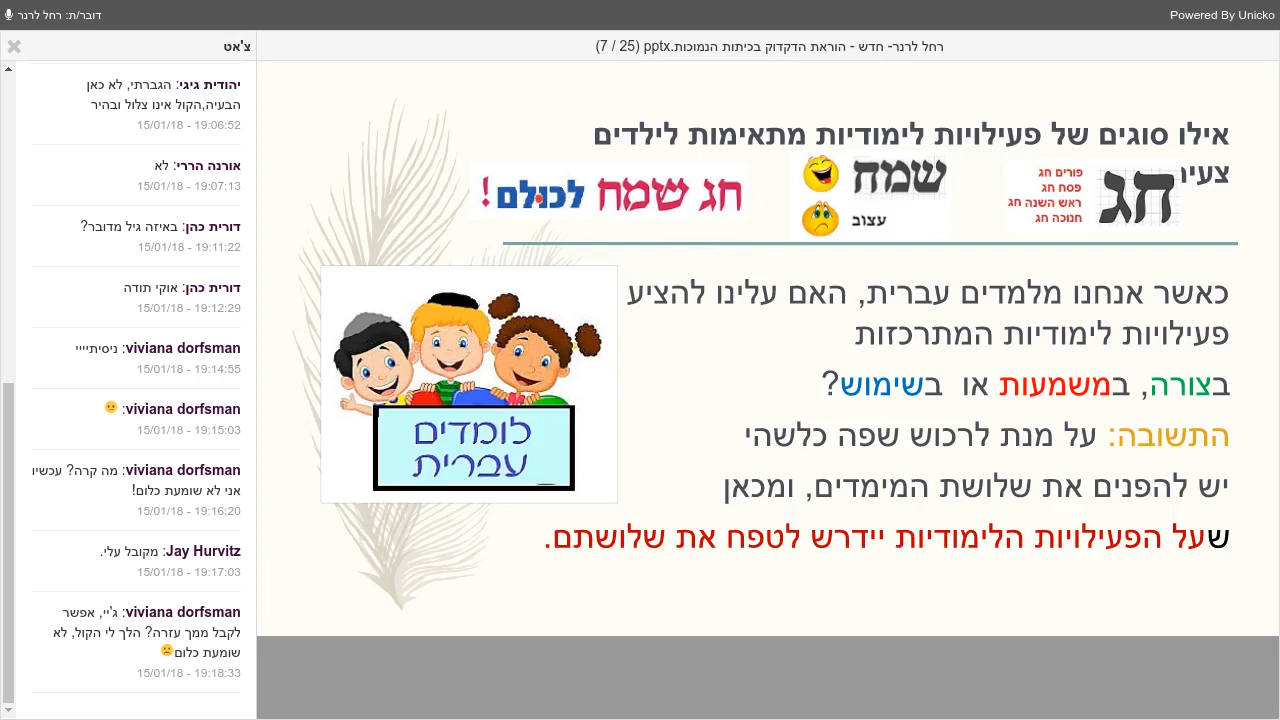 דובר/ת: רחל לרנר
Powered By Unicko
צ'אט
רחל לרנר- חדש - הוראת הדקדוק בכיתות הנמוכות.pptx (7 / 25)
יהודית גיגי: הגברתי, לא כאן
הבעיה,הקול אינו צלול ובהיר
15/01/18 - 19:06:52
אורנה הררי: לא
15/01/18 - 19:07:13
דורית כהן: באיזה גיל מדובר?
15/01/18 - 19:11:22
דורית כהן: אוקי תודה
15/01/18 - 19:12:29
viviana dorfsman: ניסיתיייי
15/01/18 - 19:14:55
viviana dorfsman:
15/01/18 - 19:15:03
viviana dorfsman: מה קרה? עכשיו
אני לא שומעת כלום!
15/01/18 - 19:16:20
Jay Hurvitz: מקובל עלי.
15/01/18 - 19:17:03
viviana dorfsman: ג'יי, אפשר
לקבל ממך עזרה? הלך לי הקול, לא
שומעת כלום
15/01/18 - 19:18:33
אילו סוגים של פעילויות לימודיות מתאימות לילדים
חג
פורים חג
פסח חג
ראש השנה חג
חנוכה חג
שמח
עצוב
חג שמח לכולם!
כאשר אנחנו מלמדים עברית, האם עלינו להציע
פעילויות לימודיות המתרכזות
בצורה, במשמעות או בשימוש?
התשובה: על מנת לרכוש שפה כלשהי
יש להפנים את שלושת המימדים, ומכאן
שעל הפעילויות הלימודיות יידרש לטפח את שלושתם.
לומדים
עברית